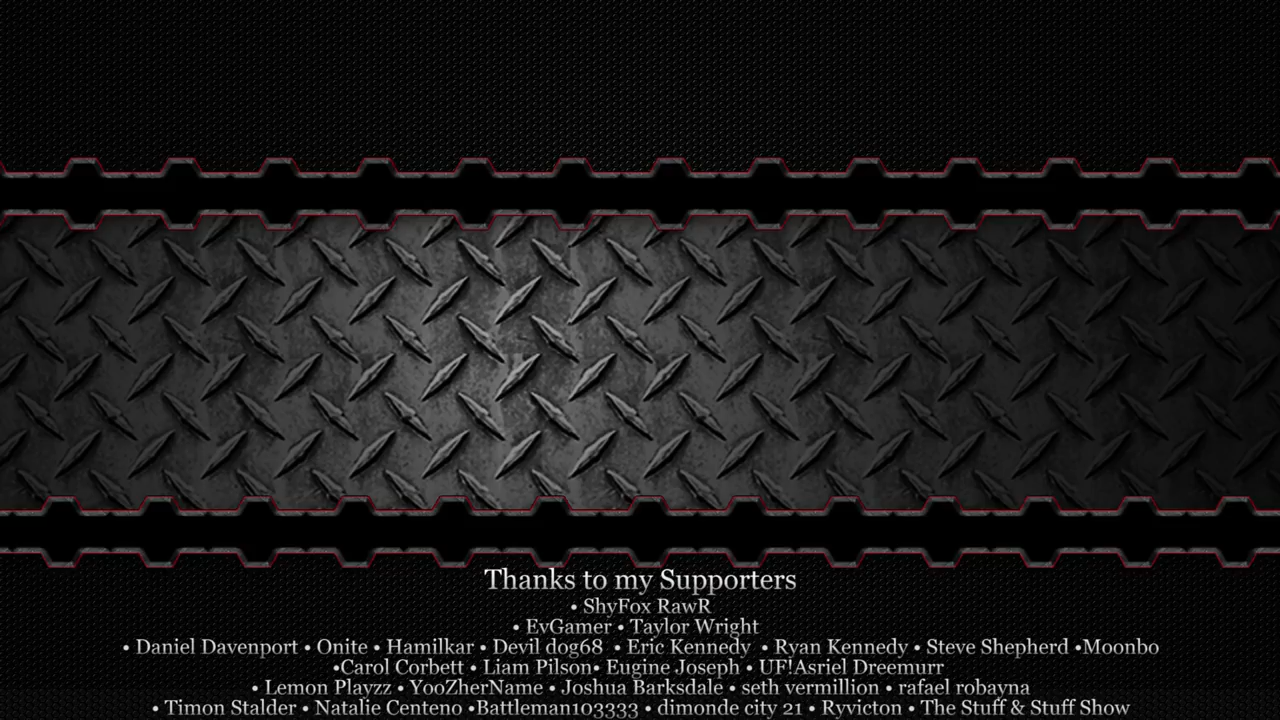 Thanks to my Supporters
• ShyFox RawR
• EvGamer • Taylor Wright
• Daniel Davenport • Onite • Hamilkar • Devil dog68 • Eric Kennedy • Ryan Kennedy • Steve Shepherd •Moonbo
•Carol Corbett • Liam Pilson• Eugine Joseph • UF!Asriel Dreemurr
• Lemon Playzz • YooZherName • Joshua Barksdale • seth vermillion • rafael robayna
• Timon Stalder • Natalie Centeno •Battleman103333 • dimonde city 21 • Ryvicton • The Stuff & Stuff Show